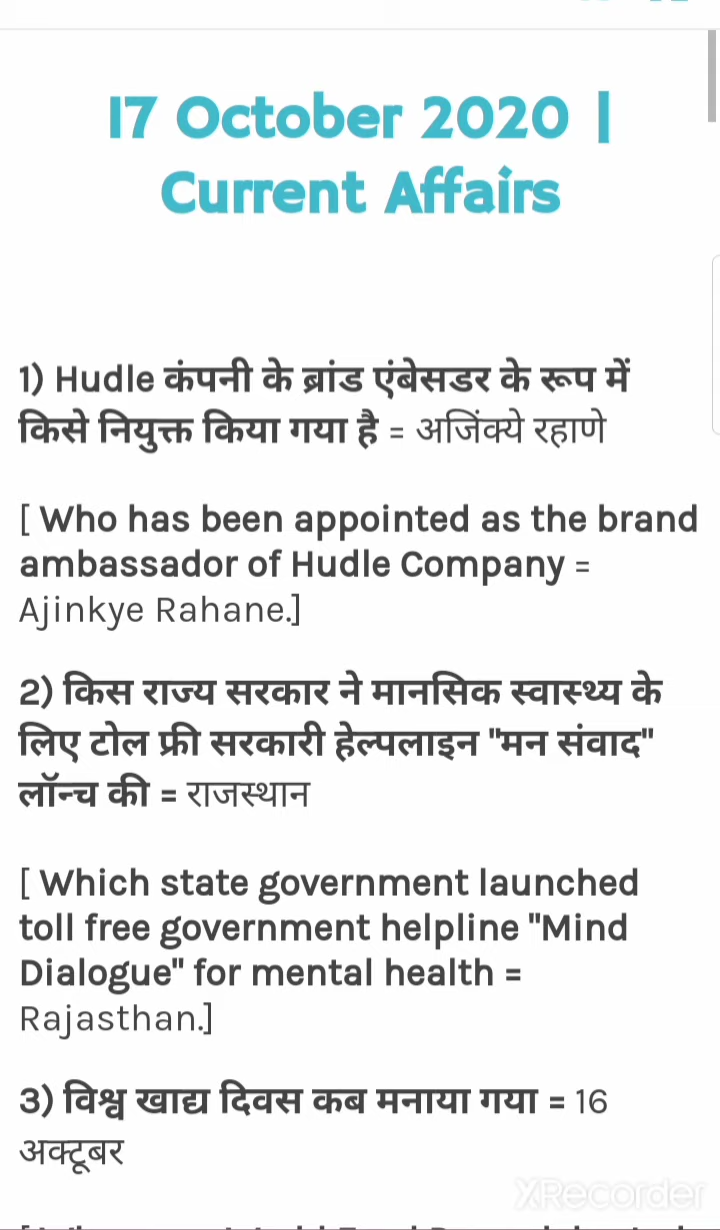 17 October 2020 |
Current Affairs
1) Hudle कंपनी के ब्रांड एंबेसडर के रूप में
किसे नियुक्त किया गया है = अजिंक्ये रहाणे
[ Who has been appointed as the brand
ambassador of Hudle Company =
Ajinkye Rahane.]
2) किस राज्य सरकार ने मानसिक स्वास्थ्य के
लिए टोल फ्री सरकारी हेल्पलाइन "मन संवाद"
लॉन्च की = राजस्थान
[ Which state government launched
toll free government helpline "Mind
Dialogue" for mental health =
Rajasthan.]
3) विश्व खाद्य दिवस कब मनाया गया = 16
अक्टूबर
XRecorder